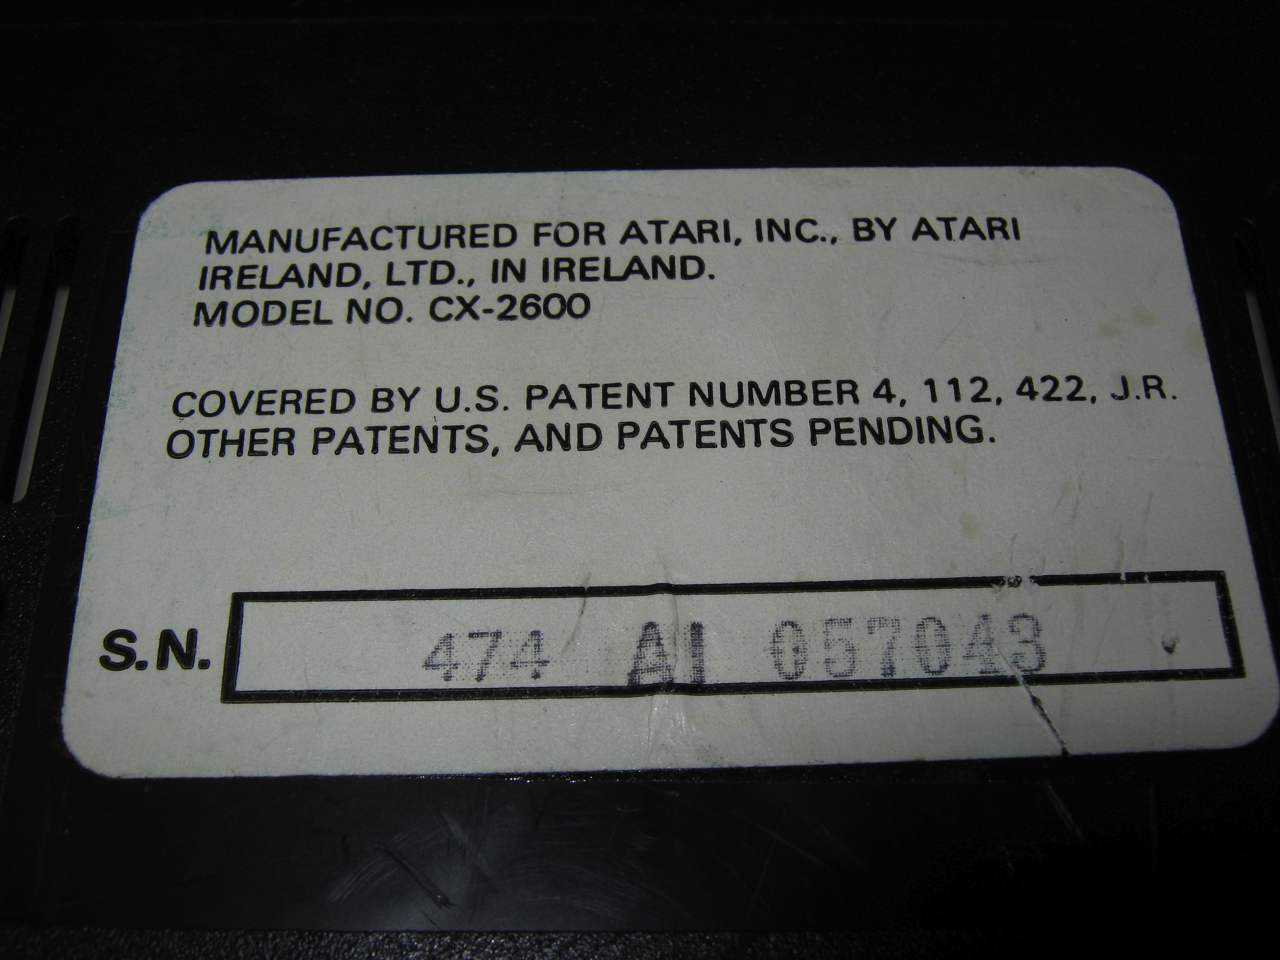 MANUFACTURED FOR ATARI, INC., BY ATARI
IRELAND, LTD., IN IRELAND.
MODEL NO. CX-2600
COVERED BY U.S. PATENT NUMBER 4, 112, 422, J.R.
OTHER PATENTS, AND PATENTS PENDING.
S.N. 474 AI 057043